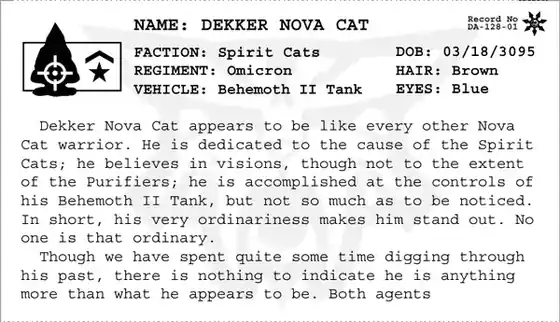 NAME: DEKKER NOVA CAT
Record No
DA-128-01
FACTION: Spirit Cats
DOB: 03/18/3095
REGIMENT: Omicron
HAIR: Brown
VEHICLE: Behemoth II Tank
EYES: Blue
Dekker Nova Cat appears to be like every other Nova
Cat warrior. He is dedicated to the cause of the Spirit
Cats; he believes in visions, though not to the extent
of the Purifiers; he is accomplished at the controls of
his Behemoth II Tank, but not so much as to be noticed.
In short, his very ordinariness makes him stand out. No
one is that ordinary.
Though we have spent quite some time digging through
his past, there is nothing to indicate he is anything
more than what he appears to be. Both agents